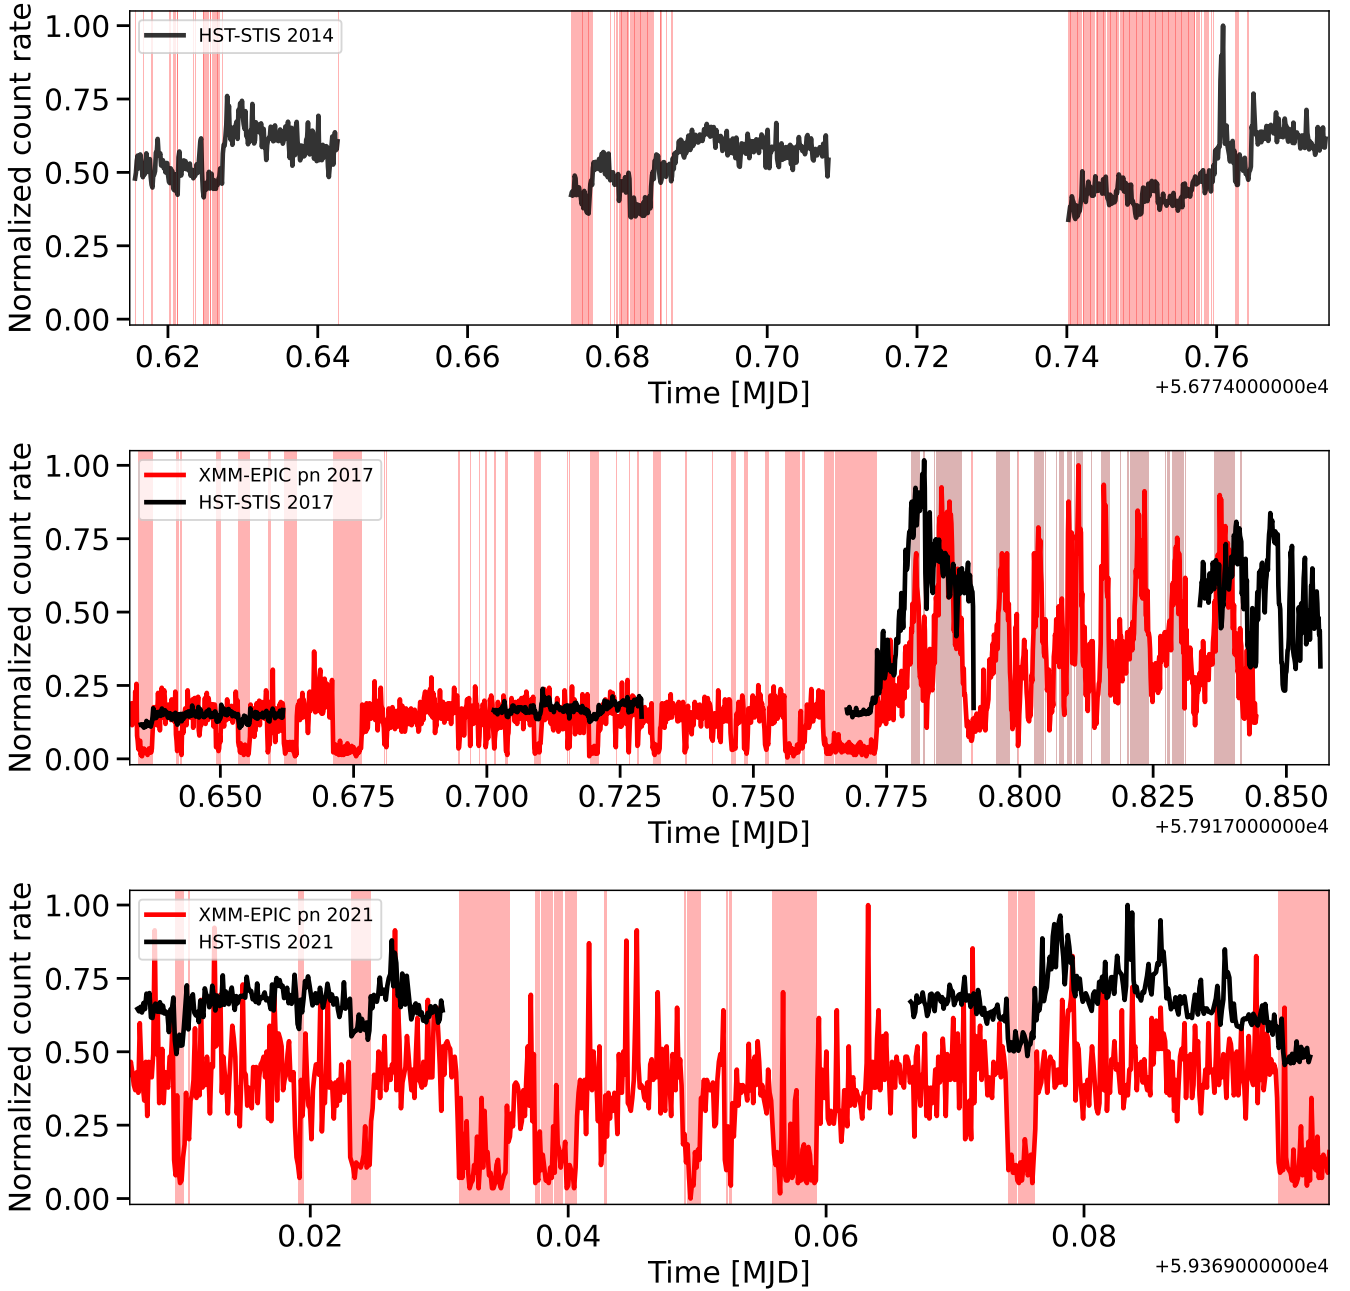 Normalized count rate
1.00
0.75
0.50
0.25
0.00
HST-STIS 2014
0.62 0.64 0.66 0.68 0.70 0.72 0.74 0.76
Time [MJD]
+5.6774000000e4
Normalized count rate
1.00
0.75
0.50
0.25
0.00
XMM-EPIC pn 2017
HST-STIS 2017
0.650 0.675 0.700 0.725 0.750 0.775 0.800 0.825 0.850
Time [MJD]
+5.7917000000e4
Normalized count rate
1.00
0.75
0.50
0.25
0.00
XMM-EPIC pn 2021
HST-STIS 2021
0.02 0.04 0.06 0.08
Time [MJD]
+5.9369000000e4